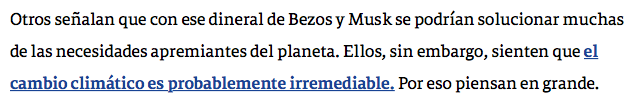 Otros señalan que con ese dineral de Bezos y Musk se podrían solucionar muchas
de las necesidades apremiantes del planeta. Ellos, sin embargo, sienten que el
cambio climático es probablemente irremediable. Por eso piensan en grande.